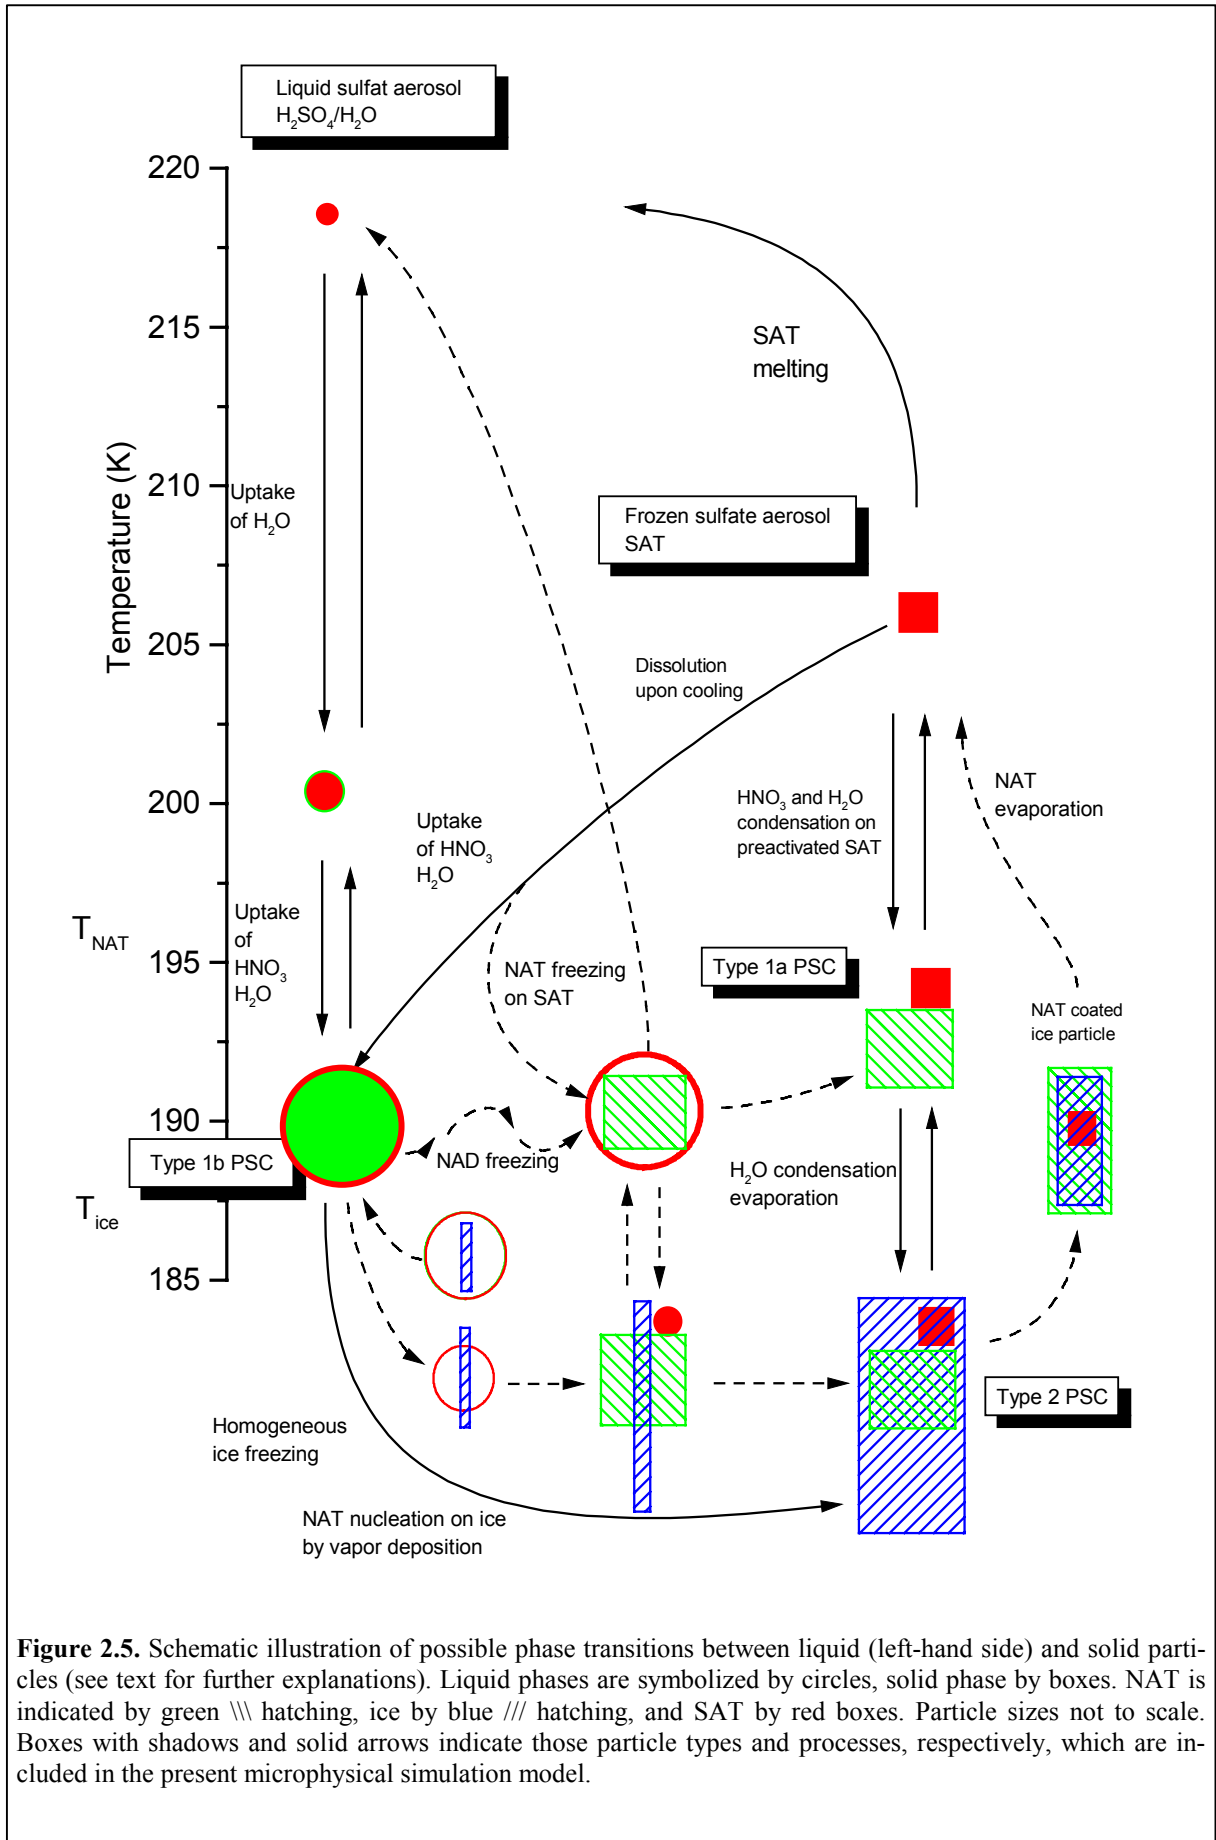 Liquid sulfat aerosol
H₂SO₄/H₂O
220
215
210
205
200
195
190
185
Temperature (K)
T_NAT
T_ice
SAT
melting
Uptake
of H₂O
Frozen sulfate aerosol
SAT
Dissolution
upon cooling
NAT
evaporation
HNO₃ and H₂O
condensation on
preactivated SAT
Uptake
of HNO₃
H₂O
Uptake
of
HNO₃
H₂O
NAT freezing
on SAT
Type 1a PSC
NAT coated
ice particle
Type 1b PSC
NAD freezing
H₂O condensation
evaporation
Type 2 PSC
Homogeneous
ice freezing
NAT nucleation on ice
by vapor deposition
Figure 2.5. Schematic illustration of possible phase transitions between liquid (left-hand side) and solid parti-
cles (see text for further explanations). Liquid phases are symbolized by circles, solid phase by boxes. NAT is
indicated by green \\\ hatching, ice by blue /// hatching, and SAT by red boxes. Particle sizes not to scale.
Boxes with shadows and solid arrows indicate those particle types and processes, respectively, which are in-
cluded in the present microphysical simulation model.